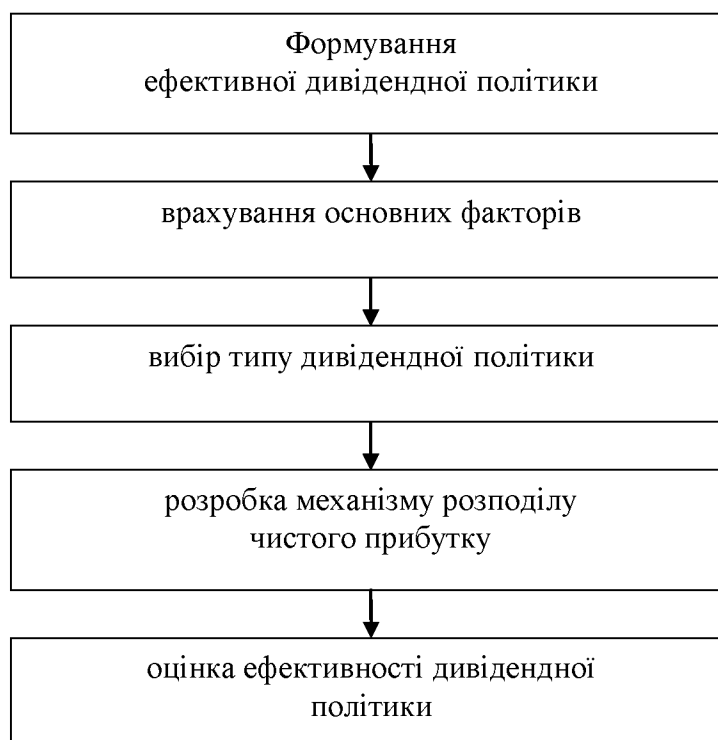 Формування
ефективної дивідендної політики
врахування основних факторів
вибір типу дивідендної політики
розробка механізму розподілу
чистого прибутку
оцінка ефективності дивідендної
політики